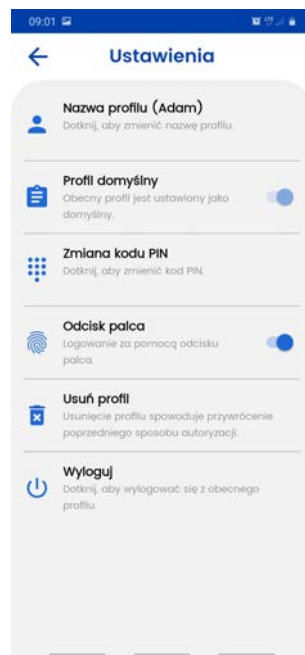 09:01
Ustawienia
Nazwa profilu (Adam)
Dotknij, aby zmienić nazwę profilu.
Profil domyślny
Obecny profil jest ustawiony jako
domyślny.
Zmiana kodu PIN
Dotknij, aby zmienić kod PIN.
Odcisk palca
Logowanie za pomocą odcisku
palca.
Usuń profil
Usunięcie profilu spowoduje przywrócenie
poprzedniego sposobu autoryzacji.
Wyloguj
Dotknij, aby wylogować się z obecnego
profilu.